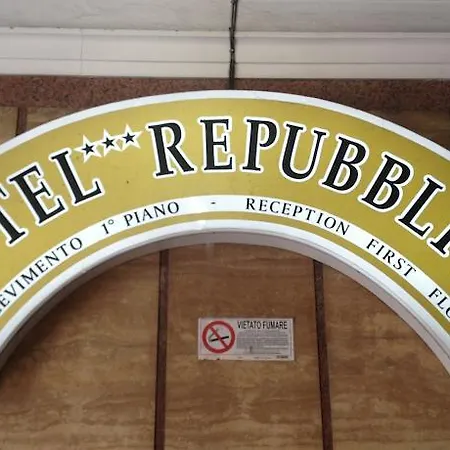 TEL*** REPUBBLI
EVIMENTO 1° PIANO - RECEPTION FIRST FLO
VIETATO FUMARE